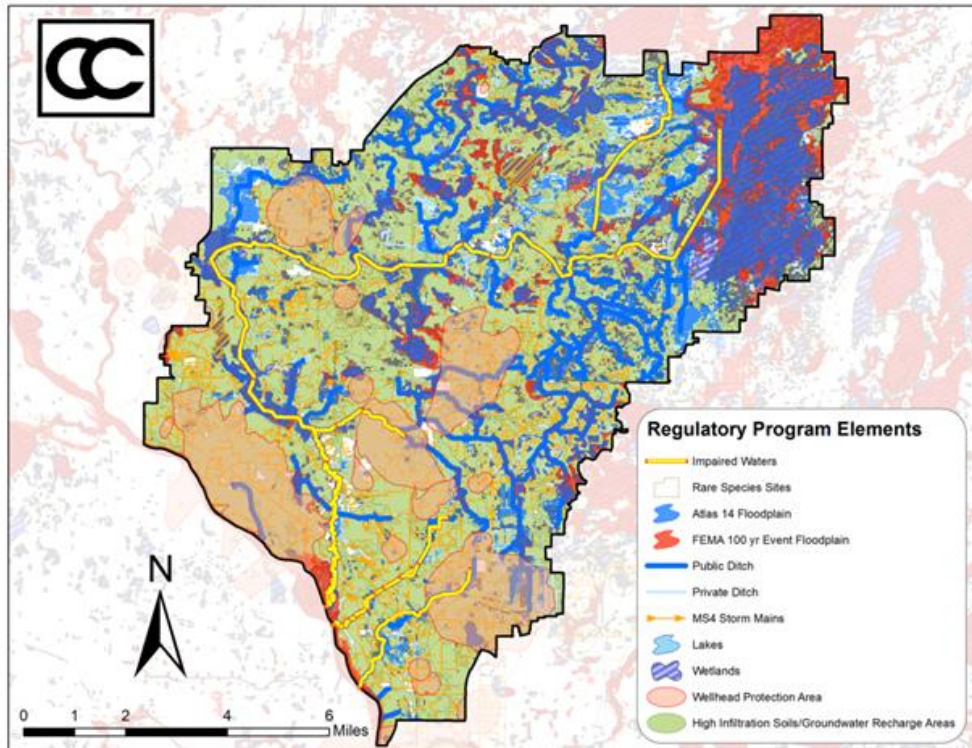 CC
N
0 1 2 4 6
Miles
Regulatory Program Elements
Impaired Waters
Rare Species Sites
Atlas 14 Floodplain
FEMA 100 yr Event Floodplain
Public Ditch
Private Ditch
MS4 Storm Mains
Lakes
Wetlands
Wellhead Protection Area
High Infiltration Soils/Groundwater Recharge Areas